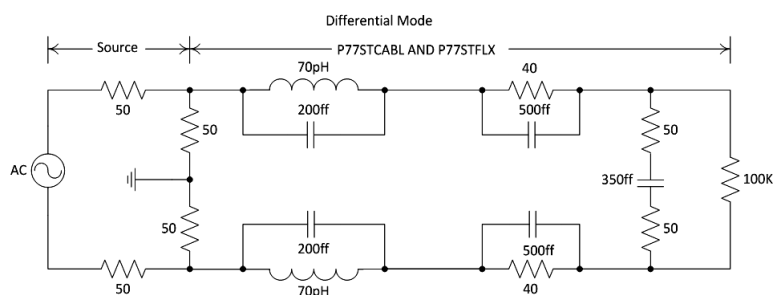 Differential Mode
Source
P77STCABL AND P77STFLX
70pH
40
50
200ff
500ff
50
50
AC
350ff
100K
50
50
200ff
500ff
50
70pH
40